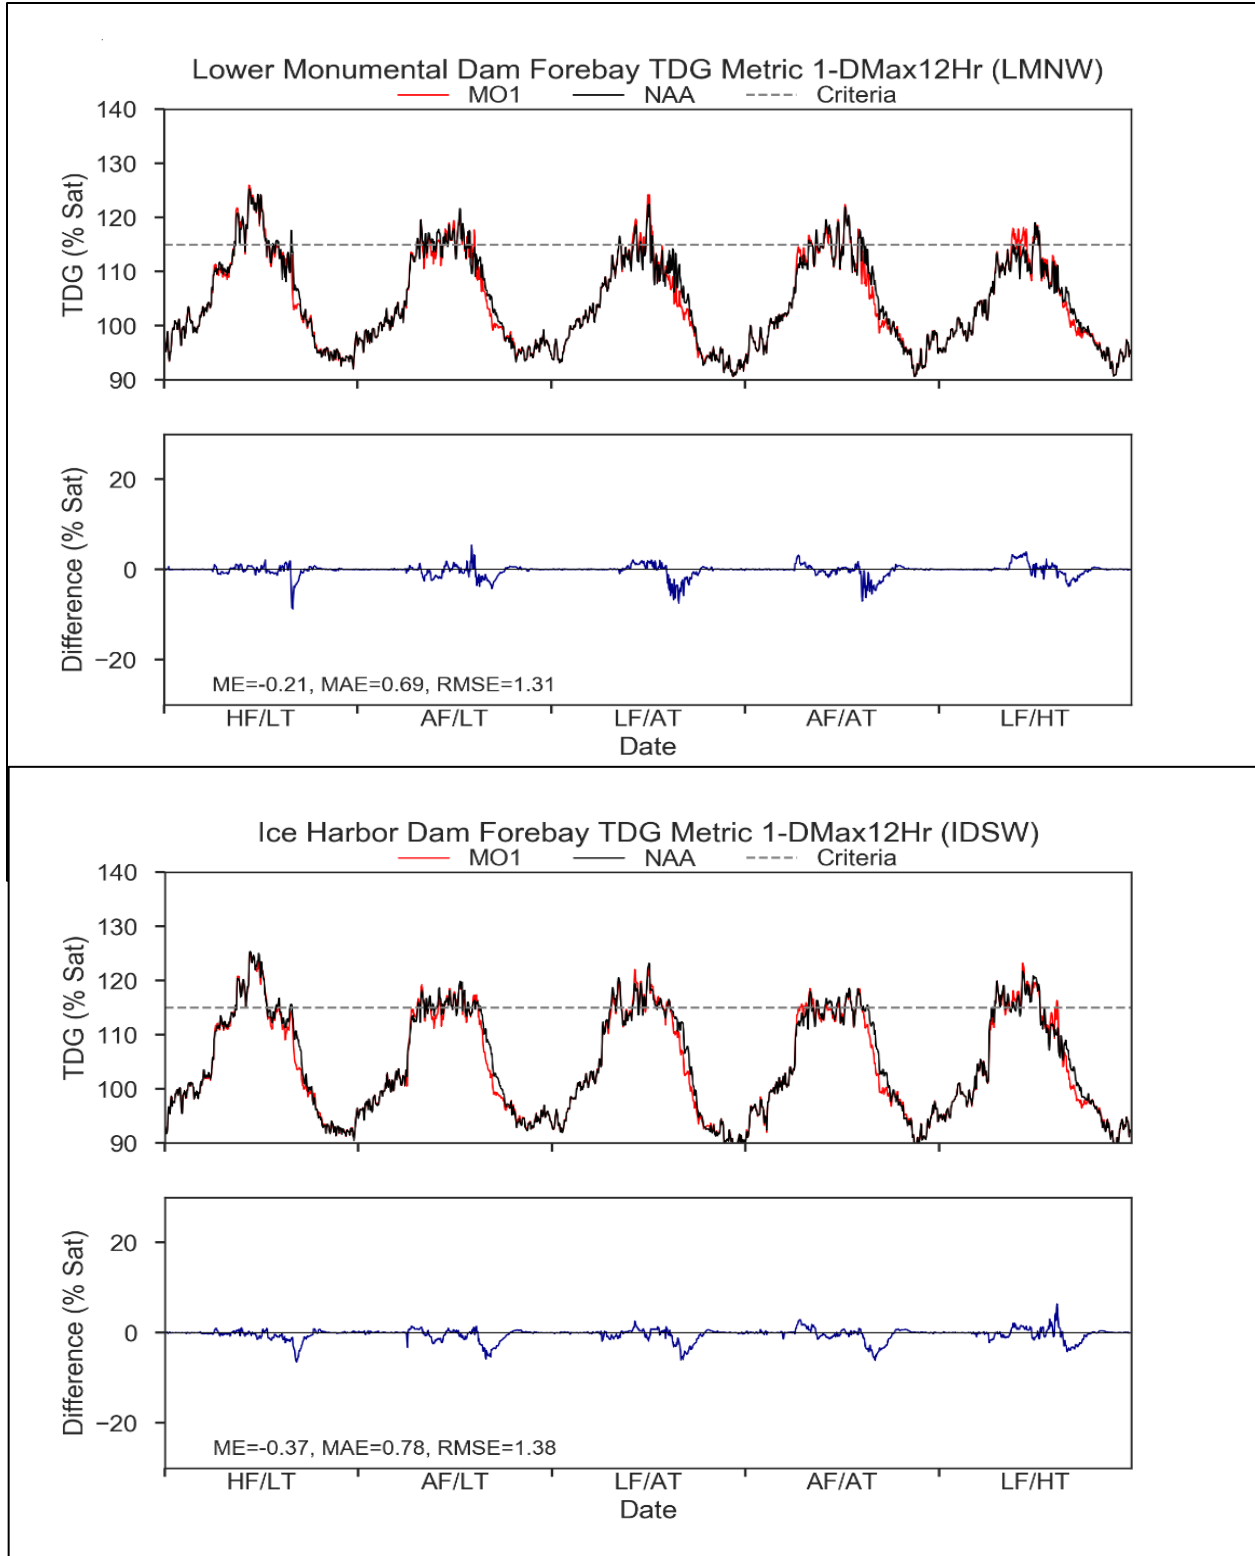 Lower Monumental Dam Forebay TDG Metric 1-DMax12Hr (LMNW)
MO1 NAA Criteria
140
130
120
110
100
90
TDG (% Sat)
20
0
−20
Difference (% Sat)
ME=-0.21, MAE=0.69, RMSE=1.31
HF/LT AF/LT LF/AT AF/AT LF/HT
Date
Ice Harbor Dam Forebay TDG Metric 1-DMax12Hr (IDSW)
MO1 NAA Criteria
140
130
120
110
100
90
TDG (% Sat)
20
0
−20
Difference (% Sat)
ME=-0.37, MAE=0.78, RMSE=1.38
HF/LT AF/LT LF/AT AF/AT LF/HT
Date